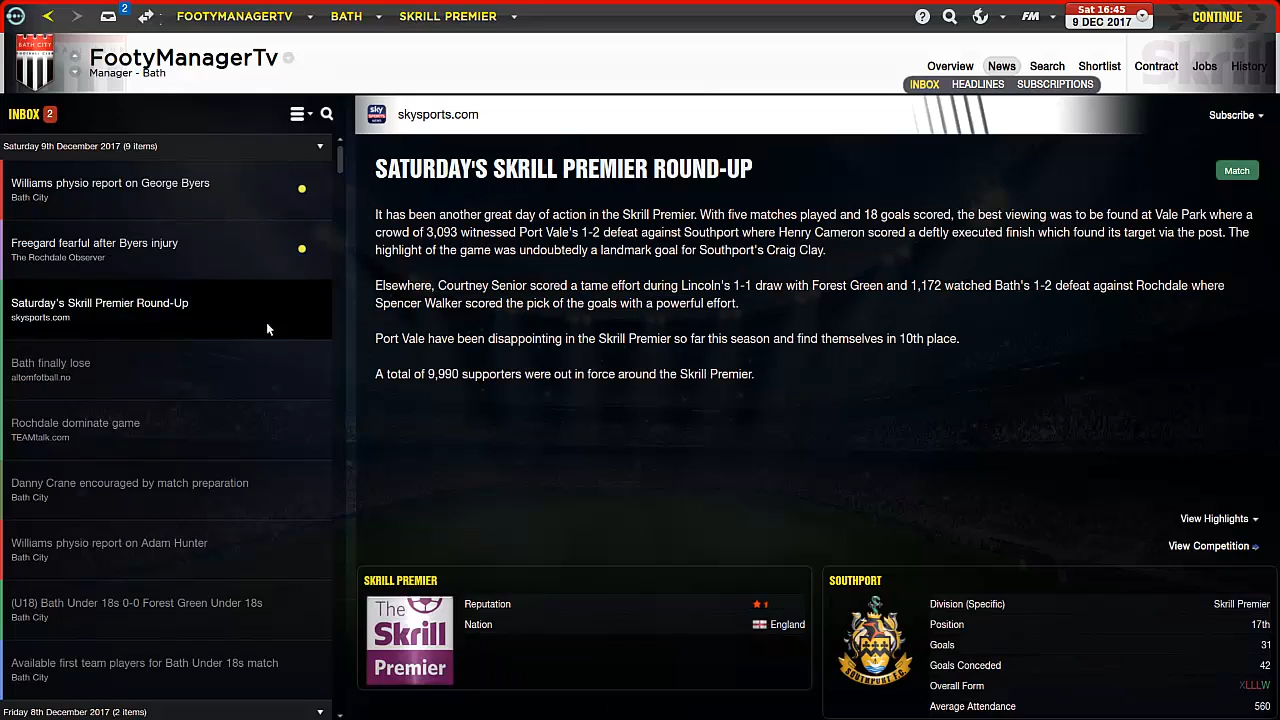 2
FOOTYMANAGERTV
BATH
SKRILL PREMIER
?
FM
Sat 16:45
9 DEC 2017
CONTINUE
BATH CITY
FootyManagerTv
Manager - Bath
Overview
News
Search
Shortlist
Contract
Jobs
History
INBOX
HEADLINES
SUBSCRIPTIONS
INBOX 2
sky
SPORTS
NEWS
skysports.com
Subscribe
Saturday 9th December 2017 (9 items)
Williams physio report on George Byers
Bath City
Freegard fearful after Byers injury
The Rochdale Observer
Saturday's Skrill Premier Round-Up
skysports.com
Bath finally lose
altomfotball.no
Rochdale dominate game
TEAMtalk.com
Danny Crane encouraged by match preparation
Bath City
Williams physio report on Adam Hunter
Bath City
(U18) Bath Under 18s 0-0 Forest Green Under 18s
Bath City
Available first team players for Bath Under 18s match
Bath City
Friday 8th December 2017 (2 items)
SATURDAY'S SKRILL PREMIER ROUND-UP
Match
It has been another great day of action in the Skrill Premier. With five matches played and 18 goals scored, the best viewing was to be found at Vale Park where a
crowd of 3,093 witnessed Port Vale's 1-2 defeat against Southport where Henry Cameron scored a deftly executed finish which found its target via the post. The
highlight of the game was undoubtedly a landmark goal for Southport's Craig Clay.
Elsewhere, Courtney Senior scored a tame effort during Lincoln's 1-1 draw with Forest Green and 1,172 watched Bath's 1-2 defeat against Rochdale where
Spencer Walker scored the pick of the goals with a powerful effort.
Port Vale have been disappointing in the Skrill Premier so far this season and find themselves in 10th place.
A total of 9,990 supporters were out in force around the Skrill Premier.
View Highlights
View Competition
SKRILL PREMIER
The
Skrill
Premier
Reputation 1
Nation England
SOUTHPORT
SOUTHPORT F.C.
Division (Specific) Skrill Premier
Position 17th
Goals 31
Goals Conceded 42
Overall Form XLLLW
Average Attendance 560